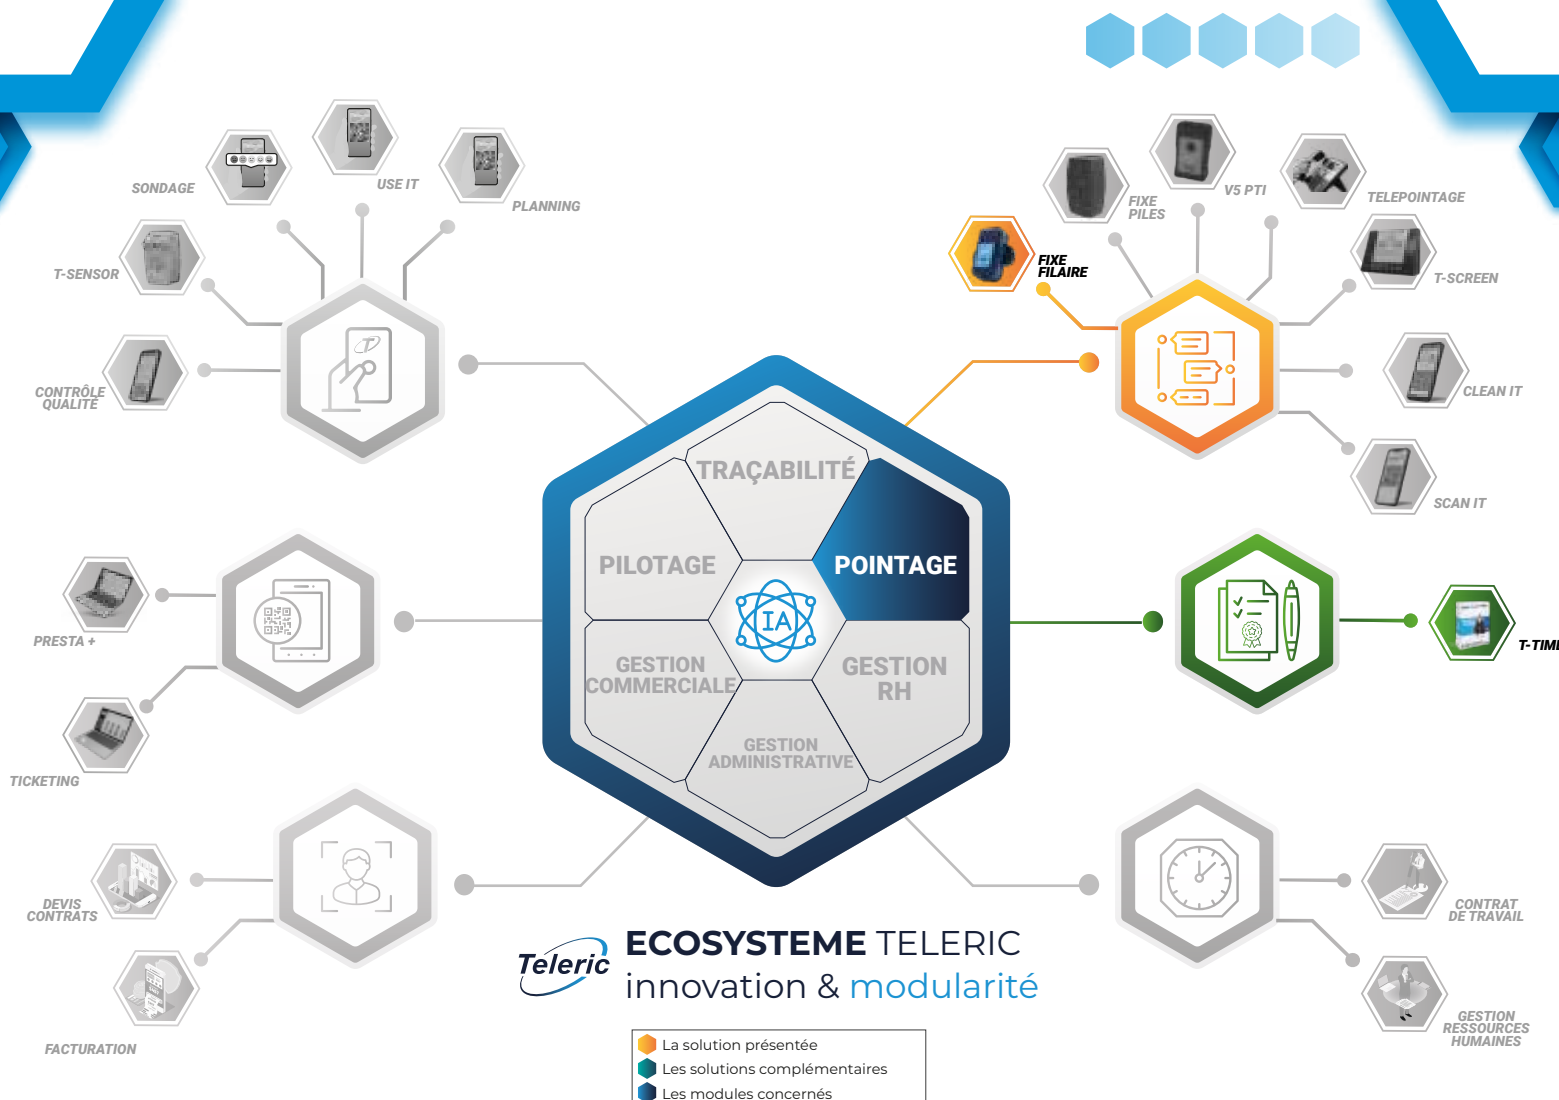 SONDAGE
USE IT
PLANNING
T-SENSOR
CONTRÔLE
QUALITÉ
FIXE
FILAIRE
FIXE
PILES
V5 PTI
TELEPOINTAGE
T-SCREEN
CLEAN IT
SCAN IT
TRAÇABILITÉ
PILOTAGE
POINTAGE
IA
GESTION
COMMERCIALE
GESTION
RH
GESTION
ADMINISTRATIVE
PRESTA +
TICKETING
T-TIME
DEVIS
CONTRATS
FACTURATION
CONTRAT
DE TRAVAIL
GESTION
RESSOURCES
HUMAINES
Teleric
ECOSYSTEME TELERIC
innovation & modularité
La solution présentée
Les solutions complémentaires
Les modules concernés